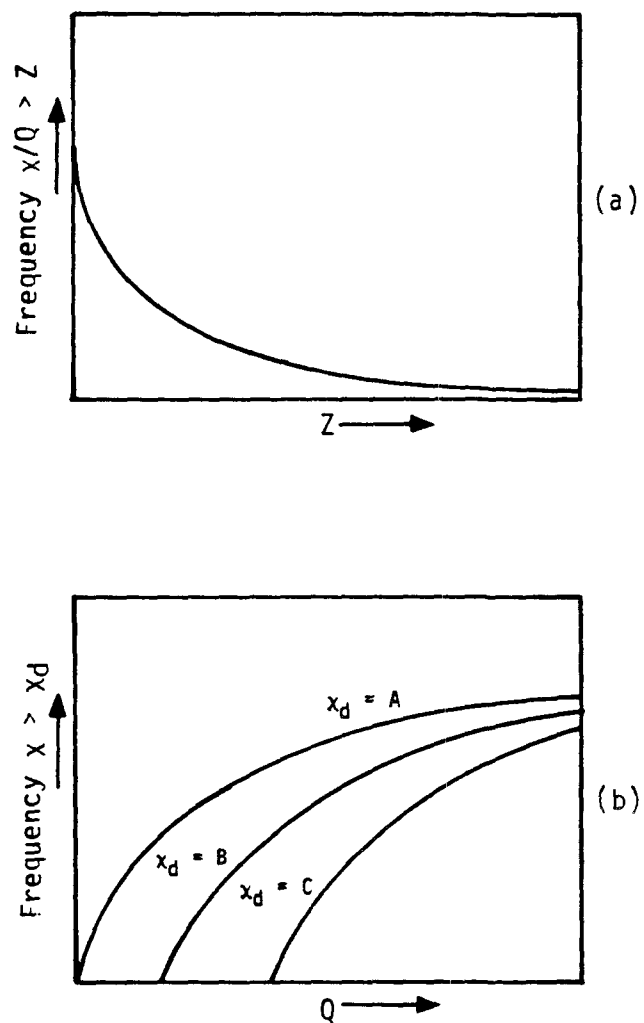 Frequency χ/Q > Z
(a)
Z
Frequency χ > χd
χd = A
χd = B
χd = C
(b)
Q